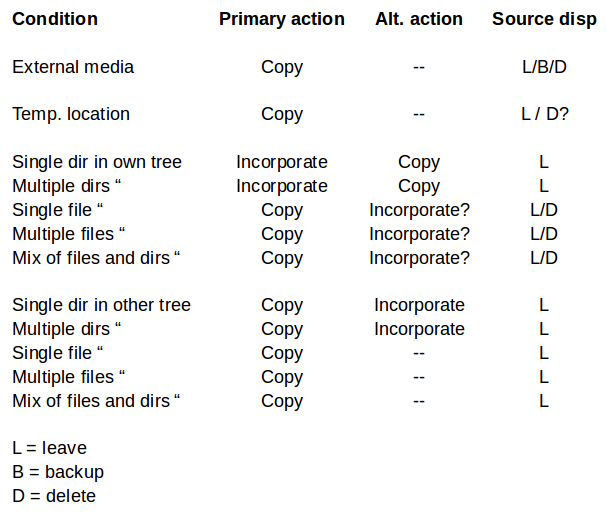 Condition Primary action Alt. action Source disp
External media Copy -- L/B/D
Temp. location Copy -- L / D?
Single dir in own tree Incorporate Copy L
Multiple dirs “ Incorporate Copy L
Single file “ Copy Incorporate? L/D
Multiple files “ Copy Incorporate? L/D
Mix of files and dirs “ Copy Incorporate? L/D
Single dir in other tree Copy Incorporate L
Multiple dirs “ Copy Incorporate L
Single file “ Copy -- L
Multiple files “ Copy -- L
Mix of files and dirs “ Copy -- L
L = leave
B = backup
D = delete